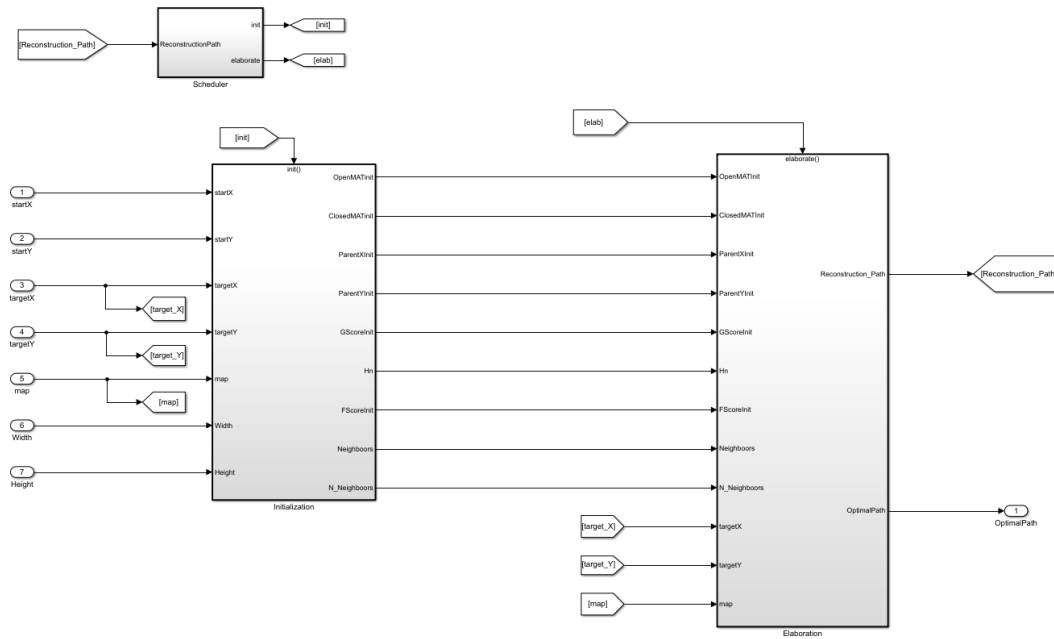 init
[init]
[Reconstruction_Path]
ReconstructionPath
elaborate
[elab]
Scheduler
[elab]
[init]
elaborate()
init()
OpenMATinit
OpenMATInit
1
startX
startX
ClosedMATinit
ClosedMATInit
2
startY
startY
ParentXInit
ParentXInit
Reconstruction_Path
[Reconstruction_Path
3
targetX
targetX
ParentYInit
ParentYInit
[target_X]
4
targetY
targetY
GScoreInit
GScoreInit
[target_Y]
Hn
Hn
5
map
map
[map]
FScoreInit
FScoreInit
6
Width
Width
Neighboors
Neighboors
7
Height
Height
N_Neighboors
N_Neighboors
Initialization
OptimalPath
1
OptimalPath
[target_X]
targetX
[target_Y]
targetY
[map]
map
Elaboration